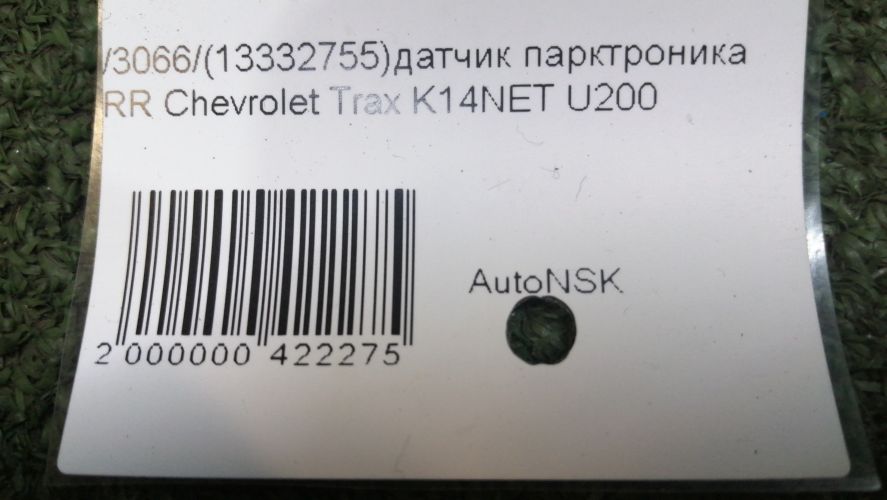 /3066/(13332755)датчик парктроника
RR Chevrolet Trax K14NET U200
AutoNSK
2 000000 422275